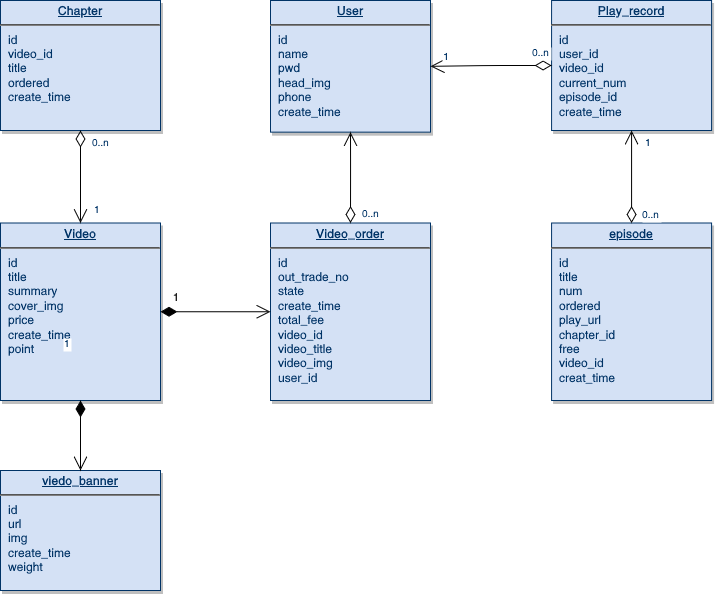 Chapter
id
video_id
title
ordered
create_time
0..n
1
User
id
name
pwd
head_img
phone
create_time
1
0..n
Play_record
id
user_id
video_id
current_num
episode_id
create_time
1
0..n
Video
id
title
summary
cover_img
price
create_time
point
1
1
0..n
Video_order
id
out_trade_no
state
create_time
total_fee
video_id
video_title
video_img
user_id
episode
id
title
num
ordered
play_url
chapter_id
free
video_id
creat_time
viedo_banner
id
url
img
create_time
weight